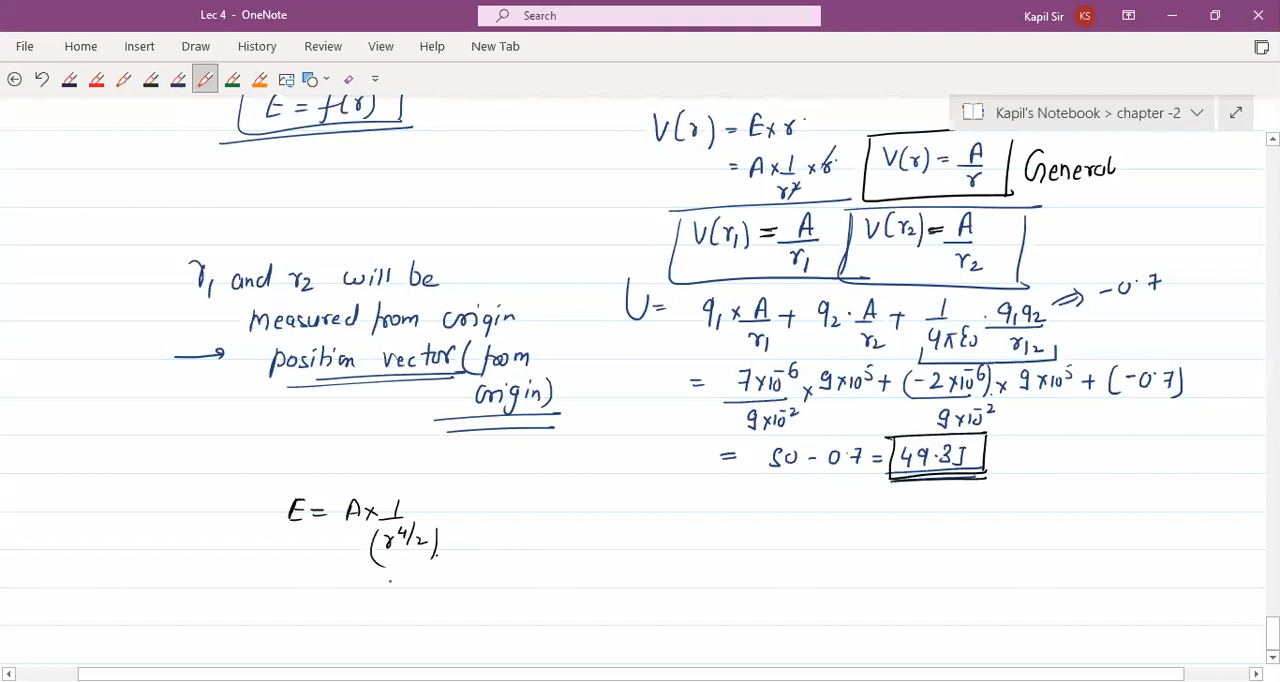 Lec 4 - OneNote
Search
Kapil Sir KS
File Home Insert Draw History Review View Help New Tab
Kapil's Notebook > chapter -2
E = f(r)
V(r) = E × r
= A × 1/r² × r
V(r) = A/r General
V(r₁) = A/r₁ V(r₂) = A/r₂
r₁ and r₂ will be
measured from origin
→ position vector (from
origin)
U = q₁ × A/r₁ + q₂ · A/r₂ + 1/4πε₀ · q₁q₂/r₁₂ ⇒ -0.7
= 7×10⁻⁶/9×10⁻² × 9×10⁵ + (-2×10⁻⁶)/9×10⁻² × 9×10⁵ + (-0.7)
= 50 - 0.7 = 49.3J
E = A × 1/(r^4/2)